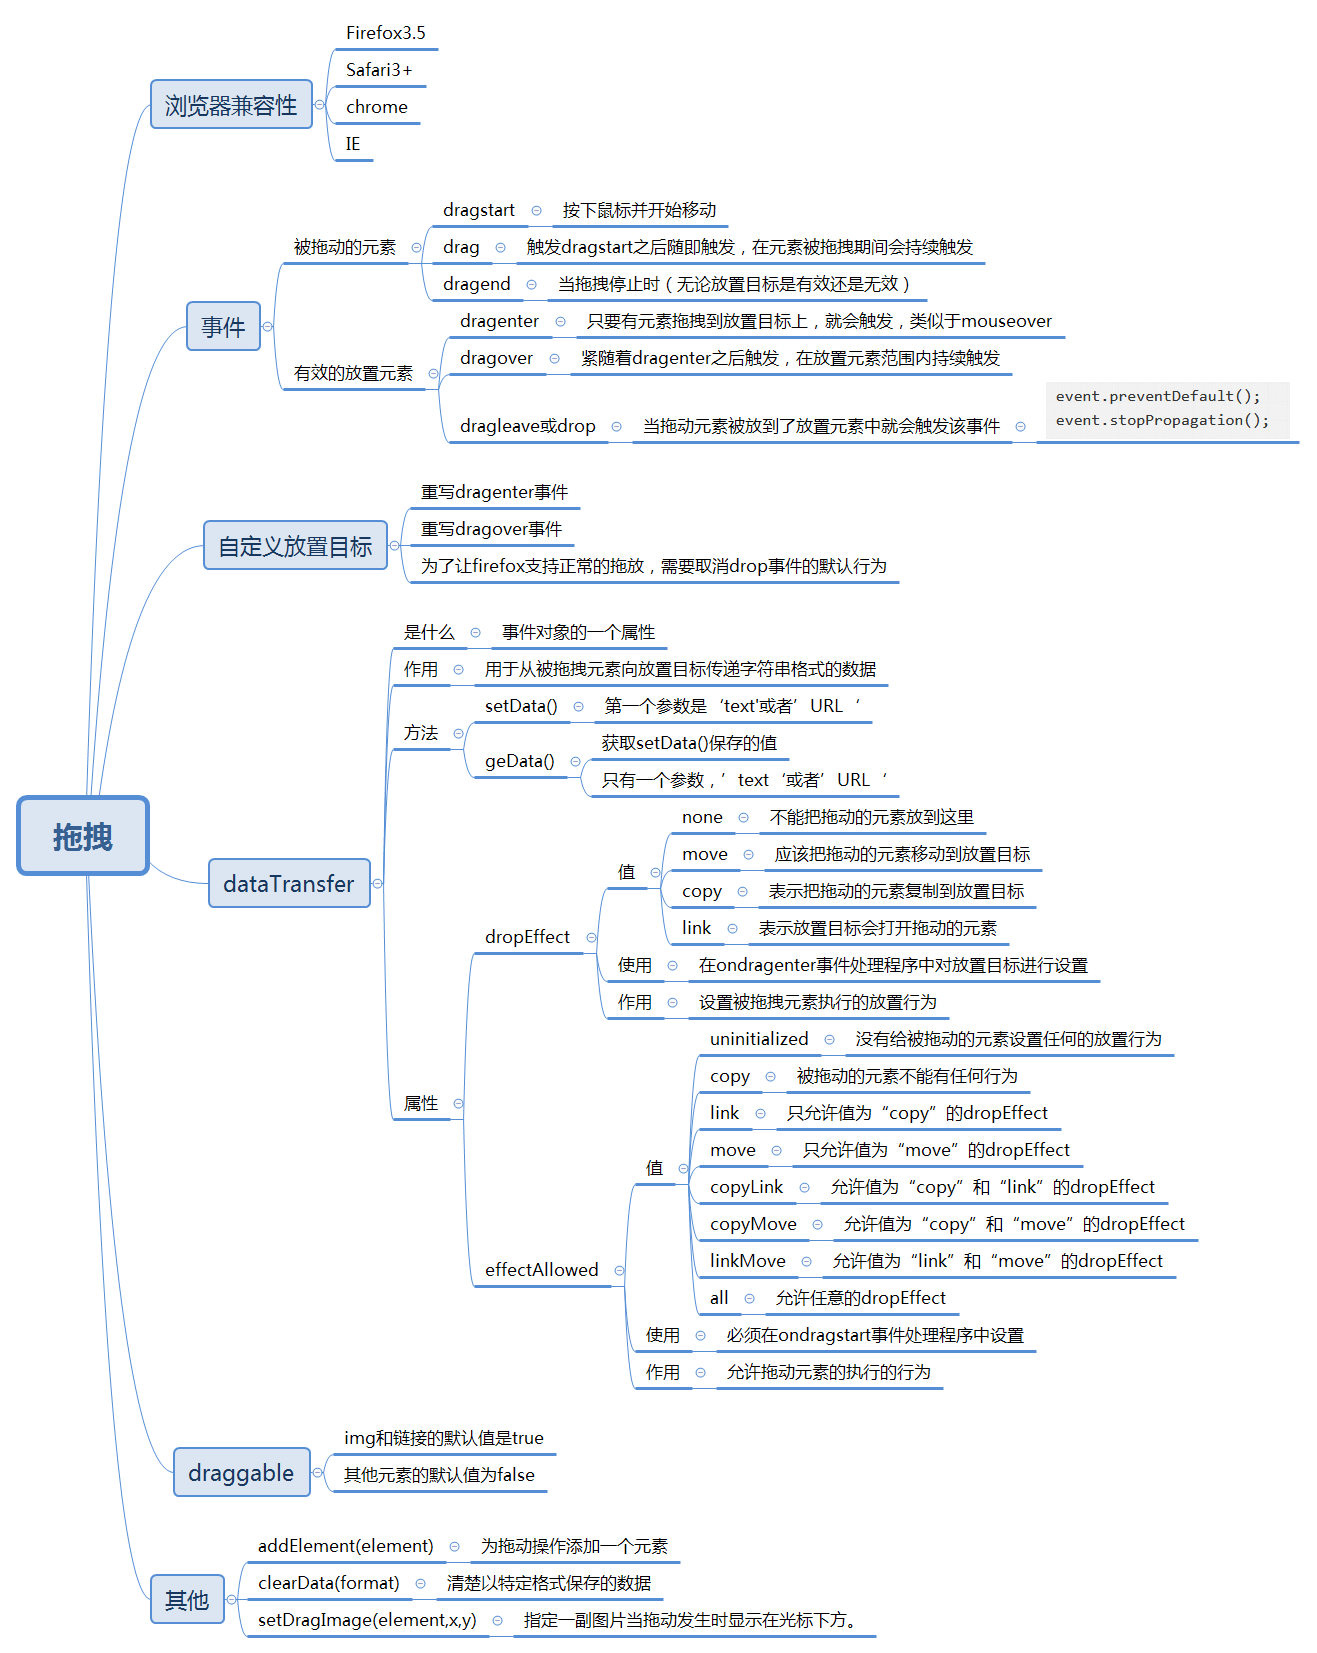 拖拽
浏览器兼容性
Firefox3.5
Safari3+
chrome
IE
事件
被拖动的元素
dragstart
按下鼠标并开始移动
drag
触发dragstart之后随即触发，在元素被拖拽期间会持续触发
dragend
当拖拽停止时（无论放置目标是有效还是无效）
有效的放置元素
dragenter
只要有元素拖拽到放置目标上，就会触发，类似于mouseover
dragover
紧随着dragenter之后触发，在放置元素范围内持续触发
dragleave或drop
当拖动元素被放到了放置元素中就会触发该事件
event.preventDefault();
event.stopPropagation();
自定义放置目标
重写dragenter事件
重写dragover事件
为了让firefox支持正常的拖放，需要取消drop事件的默认行为
dataTransfer
是什么
事件对象的一个属性
作用
用于从被拖拽元素向放置目标传递字符串格式的数据
方法
setData()
第一个参数是‘text'或者’URL‘
geData()
获取setData()保存的值
只有一个参数，’text‘或者’URL‘
属性
dropEffect
值
none
不能把拖动的元素放到这里
move
应该把拖动的元素移动到放置目标
copy
表示把拖动的元素复制到放置目标
link
表示放置目标会打开拖动的元素
使用
在ondragenter事件处理程序中对放置目标进行设置
作用
设置被拖拽元素执行的放置行为
effectAllowed
值
uninitialized
没有给被拖动的元素设置任何的放置行为
copy
被拖动的元素不能有任何行为
link
只允许值为“copy”的dropEffect
move
只允许值为“move”的dropEffect
copyLink
允许值为“copy”和“link”的dropEffect
copyMove
允许值为“copy”和“move”的dropEffect
linkMove
允许值为“link”和“move”的dropEffect
all
允许任意的dropEffect
使用
必须在ondragstart事件处理程序中设置
作用
允许拖动元素的执行的行为
draggable
img和链接的默认值是true
其他元素的默认值为false
其他
addElement(element)
为拖动操作添加一个元素
clearData(format)
清楚以特定格式保存的数据
setDragImage(element,x,y)
指定一副图片当拖动发生时显示在光标下方。